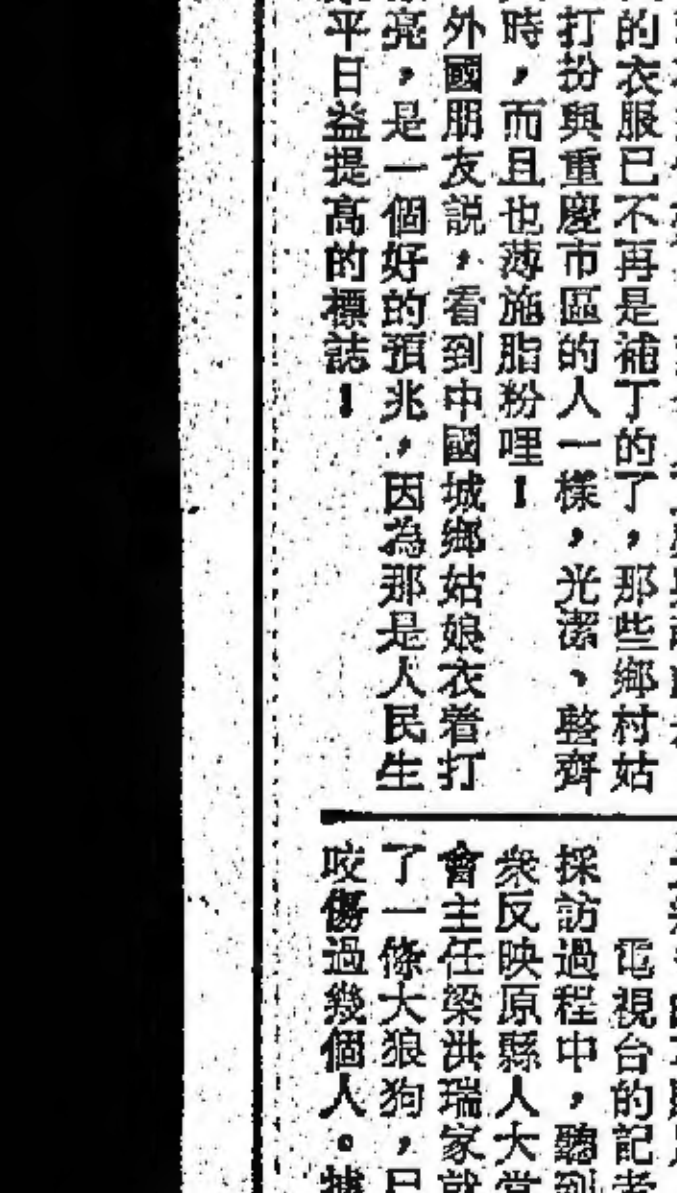 的衣服已不再是補丁的了，那些鄉村姑
打扮與重慶市區的人一樣，光潔、整齊
時，而且也薄施脂粉哩！
外國朋友説，看到中國城鄉姑娘衣着打
亮，是一個好的預兆，因為那是人民生
平日益提高的標誌！
電視台的記者
採訪過程中，聽到
衆反映原縣人大常
會主任梁洪瑞家就
了一條大狼狗，已
咬傷過幾個人。據